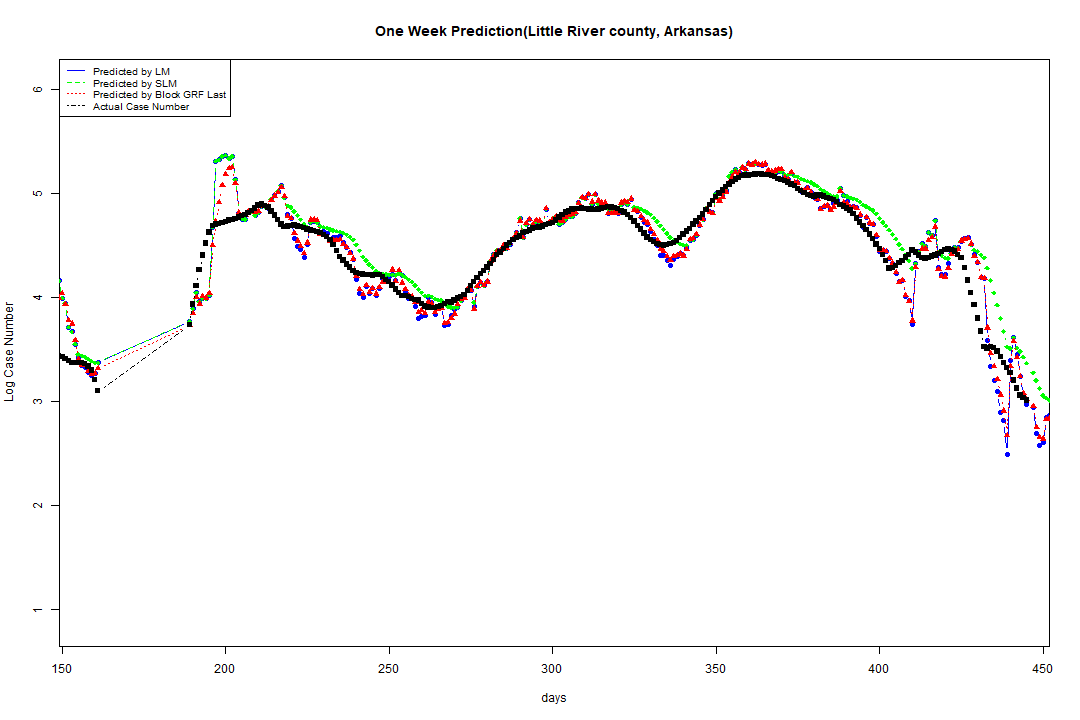 One Week Prediction(Little River county, Arkansas)
Predicted by LM
Predicted by SLM
Predicted by Block GRF Last
Actual Case Number
6
5
4
3
2
1
Log Case Number
150 200 250 300 350 400 450
days